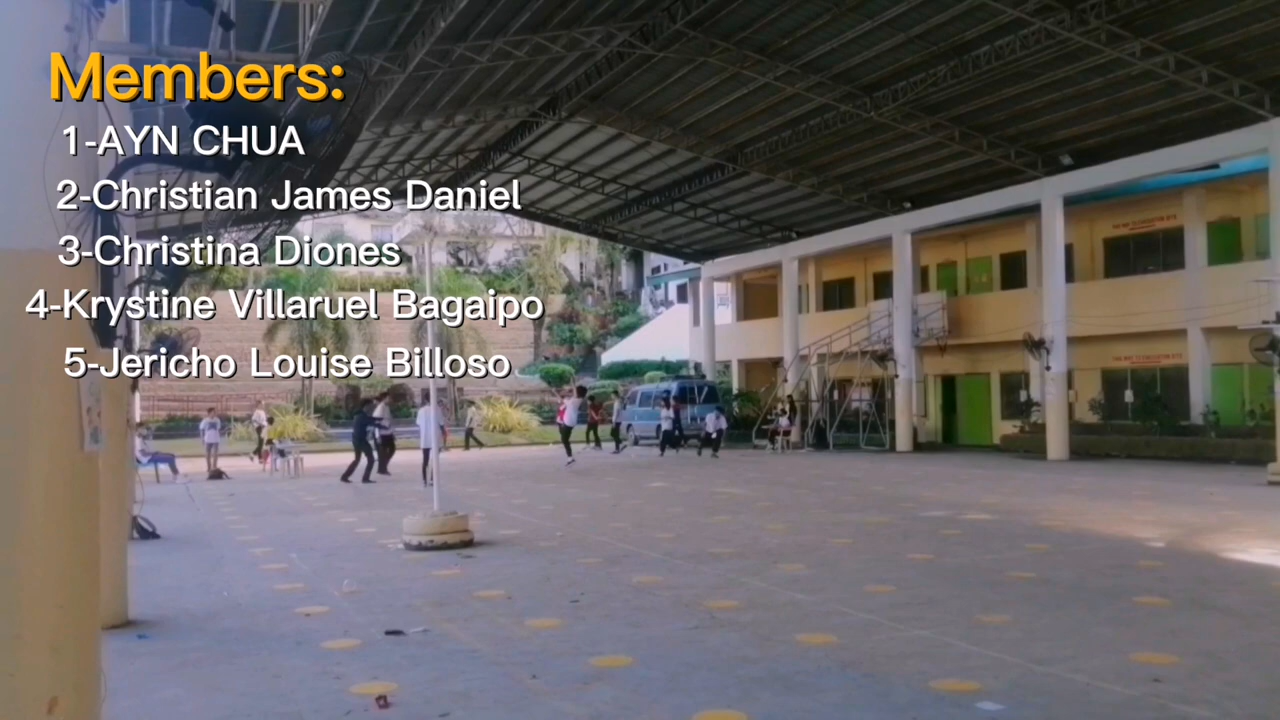 Members:
1-AYN CHUA
2-Christian James Daniel
3-Christina Diones
4-Krystine Villaruel Bagaipo
5-Jericho Louise Billoso